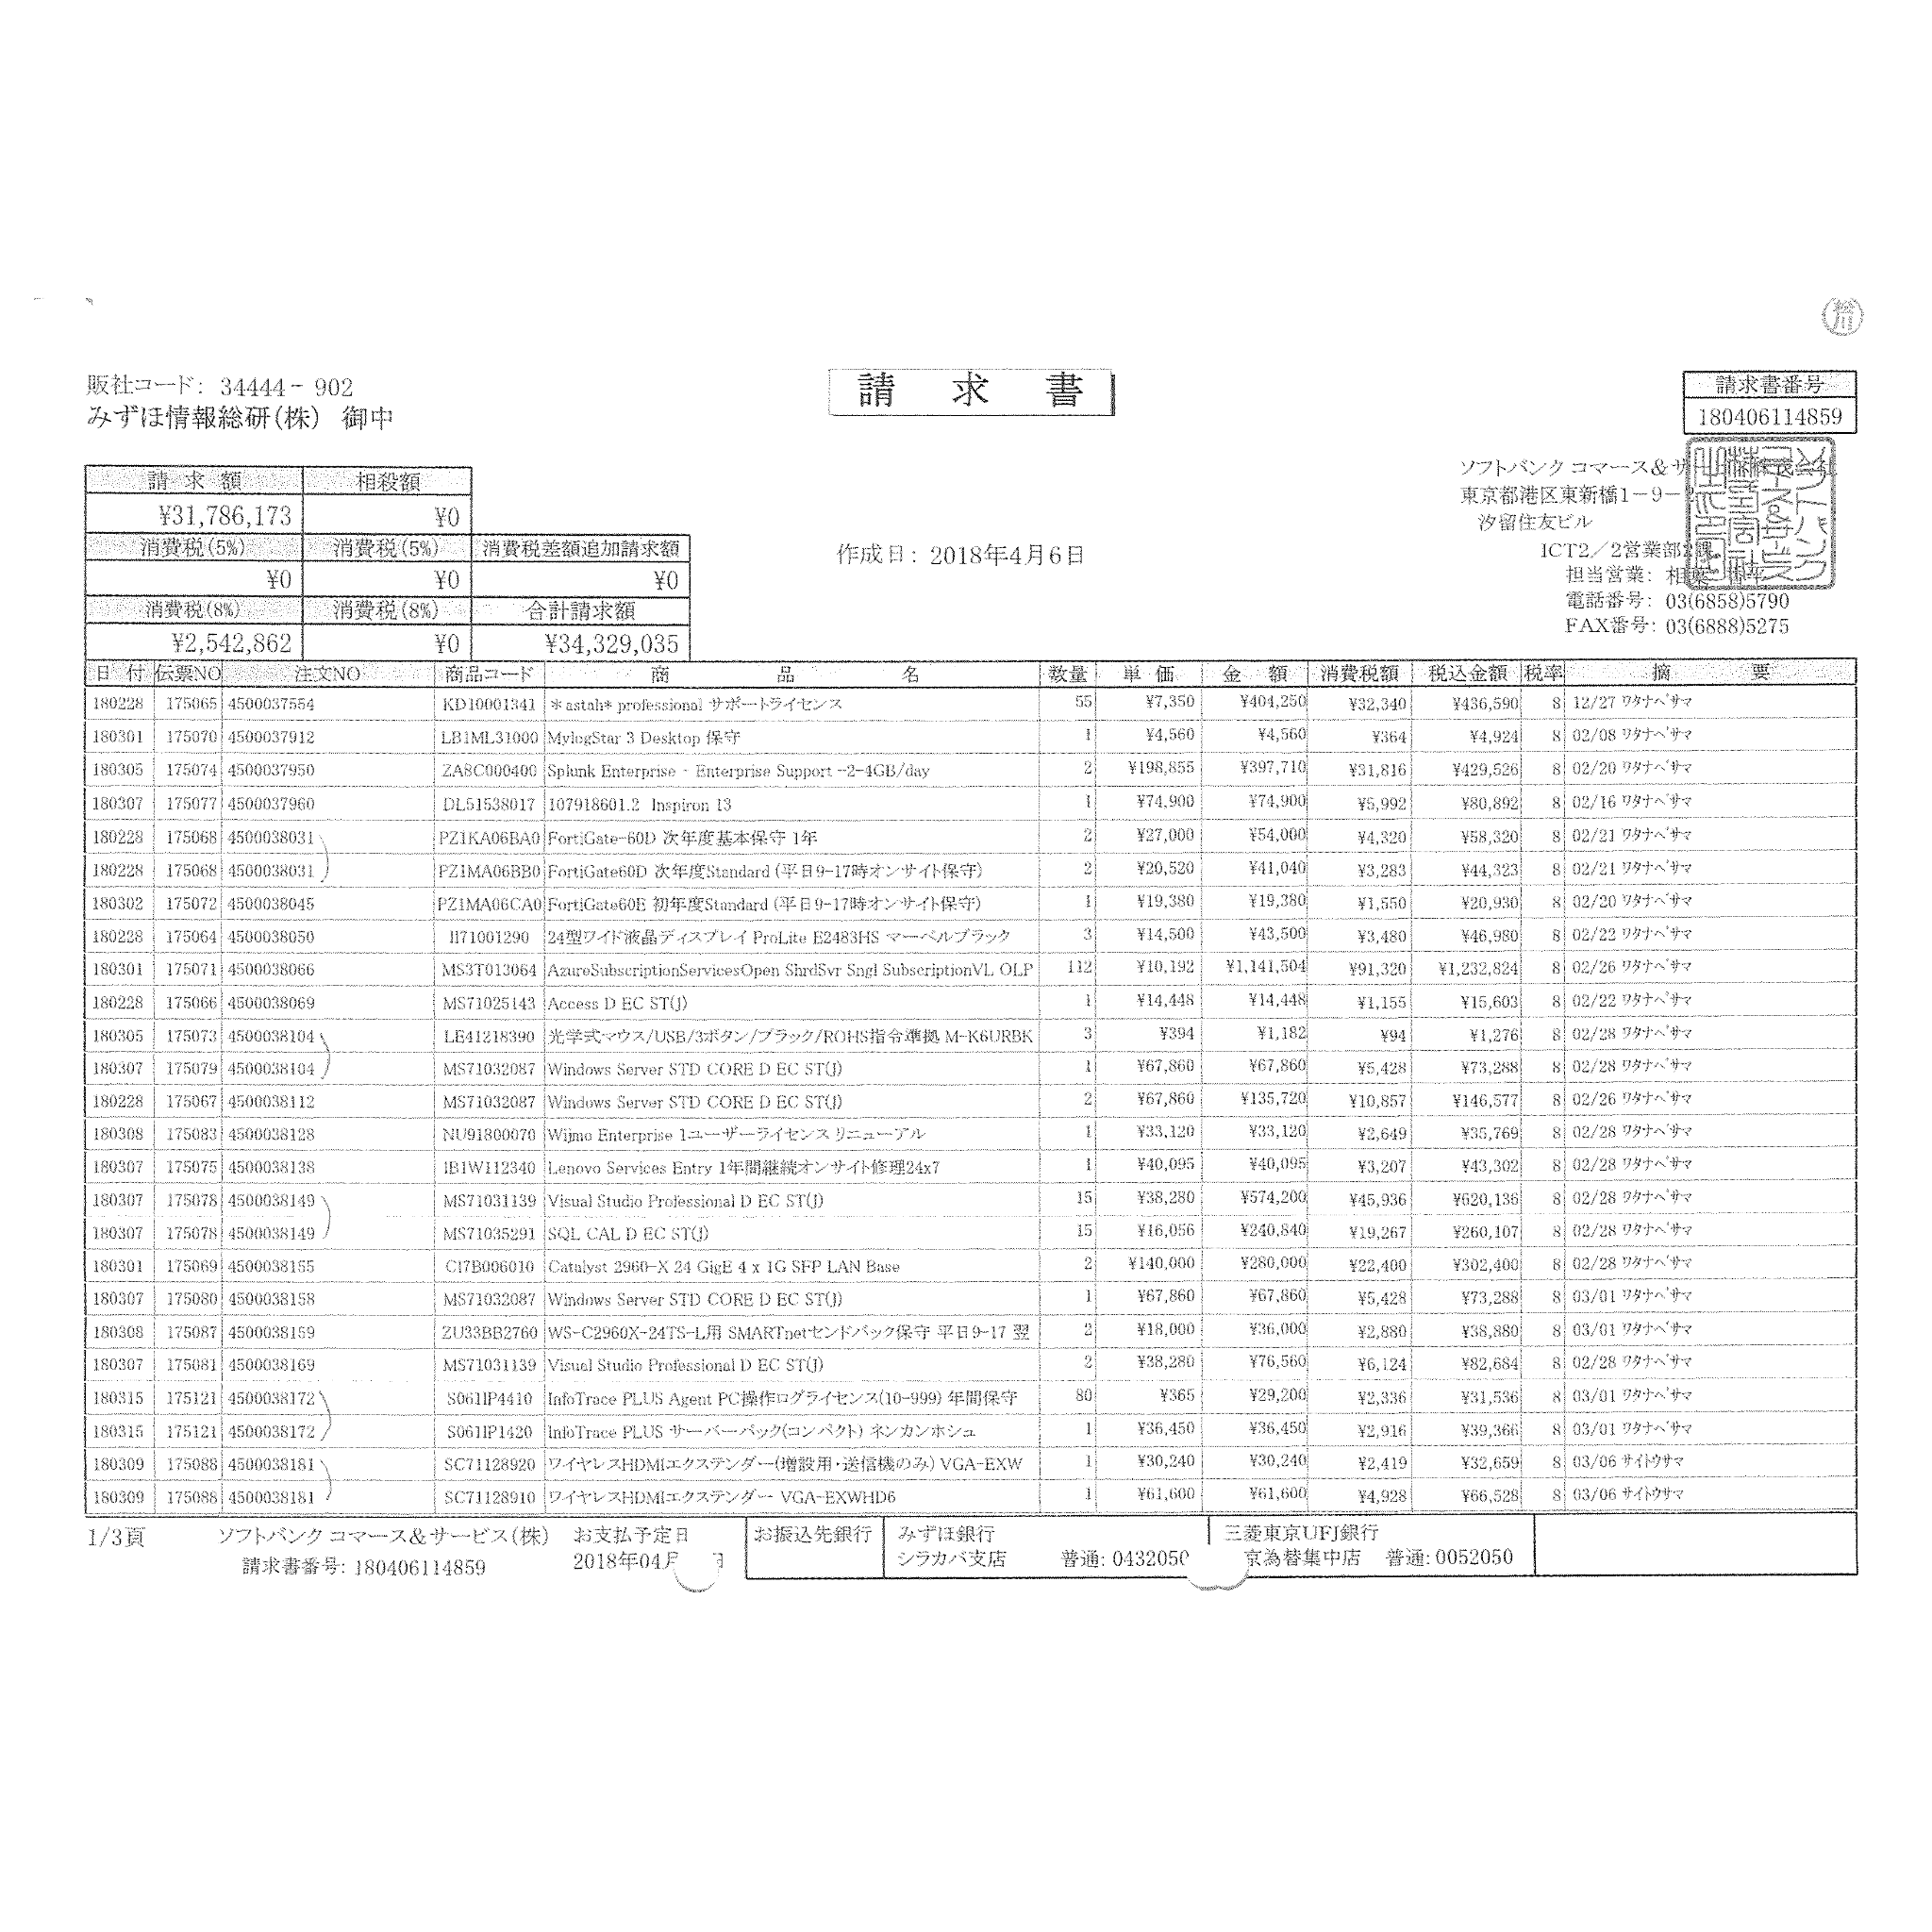 販社コード: 34444- 902
みずほ情報総研(株) 御中
請求書
請求書番号
180406114859
ソフトバンク コマース&サ
東京都港区東新橋1-9-
汐留住友ビル
ICT2/2営業部2課
担当営業:
電話番号: 03(6858)5790
FAX番号: 03(6888)5275
作成日: 2018年4月6日
請求額 相殺額
¥31,786,173 ¥0
消費税(5%) 消費税(5%) 消費税差額追加請求額
¥0 ¥0 ¥0
消費税(8%) 消費税(8%) 合計請求額
¥2,542,862 ¥0 ¥34,329,035
日付 伝票NO 注文NO 商品コード 商品名 数量 単価 金額 消費税額 税込金額 税率 摘要
180228 175065 4500037554 KD10001341 *astah* professional サポートライセンス 55 ¥7,350 ¥404,250 ¥32,340 ¥436,590 8 12/27 ワタナベサマ
180301 175070 4500037912 LB1ML31000 MylogStar 3 Desktop 保守 1 ¥4,560 ¥4,560 ¥364 ¥4,924 8 02/08 ワタナベサマ
180305 175074 4500037950 ZA8C000400 Splunk Enterprise - Enterprise Support -2-4GB/day 2 ¥198,855 ¥397,710 ¥31,816 ¥429,526 8 02/20 ワタナベサマ
180307 175077 4500037960 DL51538017 107918601.2 Inspiron 13 1 ¥74,900 ¥74,900 ¥5,992 ¥80,892 8 02/16 ワタナベサマ
180228 175068 4500038031 PZ1KA06BA0 FortiGate-60D 次年度基本保守 1年 2 ¥27,000 ¥54,000 ¥4,320 ¥58,320 8 02/21 ワタナベサマ
180228 175068 4500038031 PZ1MA06BB0 FortiGate60D 次年度Standard (平日9-17時オンサイト保守) 2 ¥20,520 ¥41,040 ¥3,283 ¥44,323 8 02/21 ワタナベサマ
180302 175072 4500038045 PZ1MA06CA0 FortiGate60E 初年度Standard (平日9-17時オンサイト保守) 1 ¥19,380 ¥19,380 ¥1,550 ¥20,930 8 02/20 ワタナベサマ
180228 175064 4500038050 II71001290 24型ワイド液晶ディスプレイ ProLite E2483HS マーベルブラック 3 ¥14,500 ¥43,500 ¥3,480 ¥46,980 8 02/22 ワタナベサマ
180301 175071 4500038066 MS3T013064 AzureSubscriptionServicesOpen ShrdSvr Sngl SubscriptionVL OLP 112 ¥10,192 ¥1,141,504 ¥91,320 ¥1,232,824 8 02/26 ワタナベサマ
180228 175066 4500038069 MS71025143 Access D EC ST(J) 1 ¥14,448 ¥14,448 ¥1,155 ¥15,603 8 02/22 ワタナベサマ
180305 175073 4500038104 LE41218390 光学式マウス/USB/3ボタン/ブラック/ROHS指令準拠 M-K6URBK 3 ¥394 ¥1,182 ¥94 ¥1,276 8 02/28 ワタナベサマ
180307 175079 4500038104 MS71032087 Windows Server STD CORE D EC ST(J) 1 ¥67,860 ¥67,860 ¥5,428 ¥73,288 8 02/28 ワタナベサマ
180228 175067 4500038112 MS71032087 Windows Server STD CORE D EC ST(J) 2 ¥67,860 ¥135,720 ¥10,857 ¥146,577 8 02/26 ワタナベサマ
180308 175083 4500038128 NU91800070 Wijmo Enterprise 1ユーザーライセンス リニューアル 1 ¥33,120 ¥33,120 ¥2,649 ¥35,769 8 02/28 ワタナベサマ
180307 175075 4500038138 IB1W112340 Lenovo Services Entry 1年間継続オンサイト修理24x7 1 ¥40,095 ¥40,095 ¥3,207 ¥43,302 8 02/28 ワタナベサマ
180307 175078 4500038149 MS71031139 Visual Studio Professional D EC ST(J) 15 ¥38,280 ¥574,200 ¥45,936 ¥620,136 8 02/28 ワタナベサマ
180307 175078 4500038149 MS71035291 SQL CAL D EC ST(J) 15 ¥16,056 ¥240,840 ¥19,267 ¥260,107 8 02/28 ワタナベサマ
180301 175069 4500038155 CI7B006010 Catalyst 2960-X 24 GigE 4 x 1G SFP LAN Base 2 ¥140,000 ¥280,000 ¥22,400 ¥302,400 8 02/28 ワタナベサマ
180307 175080 4500038158 MS71032087 Windows Server STD CORE D EC ST(J) 1 ¥67,860 ¥67,860 ¥5,428 ¥73,288 8 03/01 ワタナベサマ
180308 175087 4500038159 ZU33BB2760 WS-C2960X-24TS-L用 SMARTnetセンドバック保守 平日9-17 翌 2 ¥18,000 ¥36,000 ¥2,880 ¥38,880 8 03/01 ワタナベサマ
180307 175081 4500038169 MS71031139 Visual Studio Professional D EC ST(J) 2 ¥38,280 ¥76,560 ¥6,124 ¥82,684 8 02/28 ワタナベサマ
180315 175121 4500038172 S061IP4410 InfoTrace PLUS Agent PC操作ログライセンス(10-999) 年間保守 80 ¥365 ¥29,200 ¥2,336 ¥31,536 8 03/01 ワタナベサマ
180315 175121 4500038172 S061IP1420 InfoTrace PLUS サーバーパック(コンパクト) ネンカンホシュ 1 ¥36,450 ¥36,450 ¥2,916 ¥39,366 8 03/01 ワタナベサマ
180309 175088 4500038181 SC71128920 ワイヤレスHDMIエクステンダー(増設用・送信機のみ) VGA-EXW 1 ¥30,240 ¥30,240 ¥2,419 ¥32,659 8 03/06 サイトウサマ
180309 175088 4500038181 SC71128910 ワイヤレスHDMIエクステンダー VGA-EXWHD6 1 ¥61,600 ¥61,600 ¥4,928 ¥66,528 8 03/06 サイトウサマ
1/3頁 ソフトバンク コマース&サービス(株) お支払予定日 お振込先銀行 みずほ銀行 三菱東京UFJ銀行
請求書番号: 180406114859 2018年04月 シラカバ支店 普通: 0432050 京為替集中店 普通: 0052050